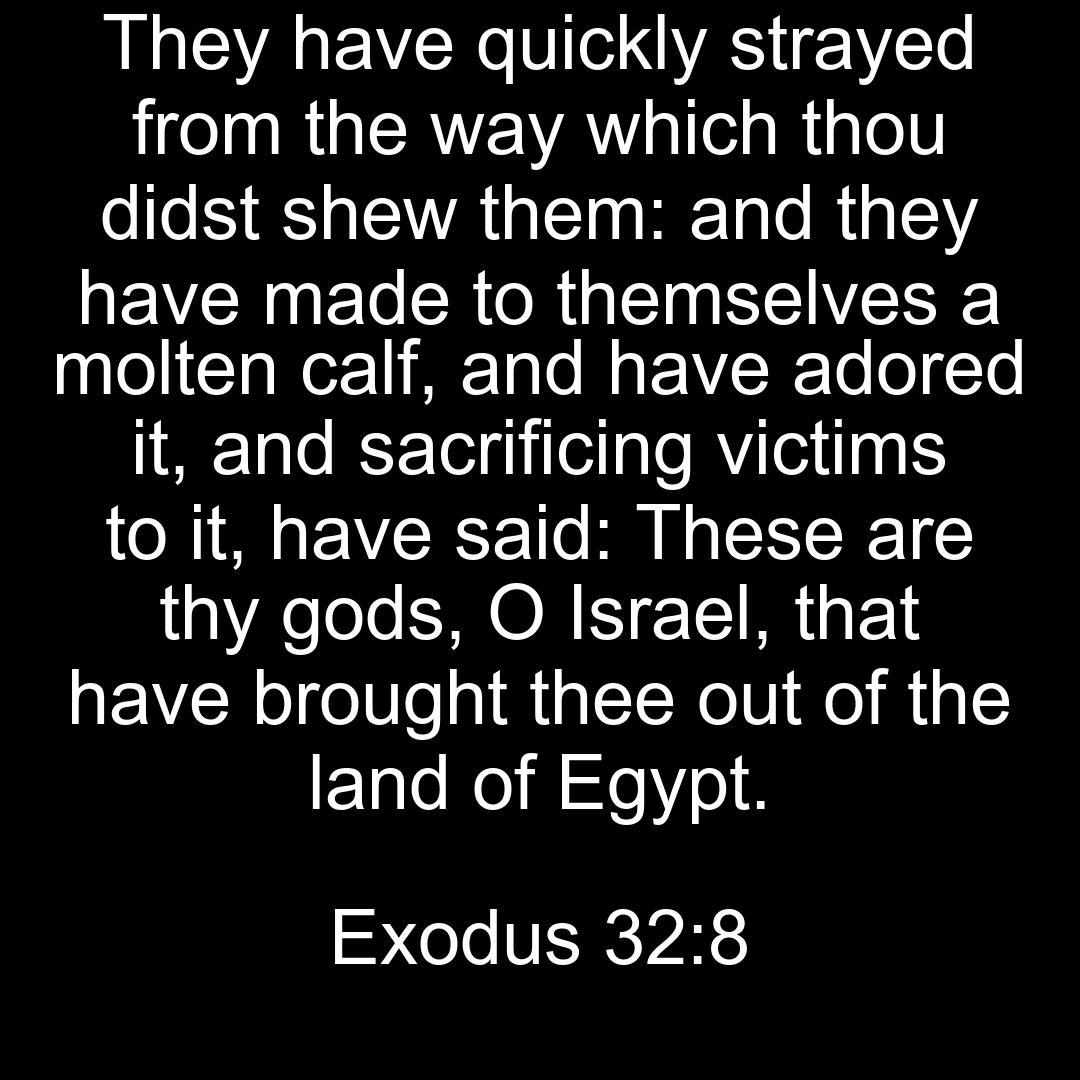 They have quickly strayed
from the way which thou
didst shew them: and they
have made to themselves a
molten calf, and have adored
it, and sacrificing victims
to it, have said: These are
thy gods, O Israel, that
have brought thee out of the
land of Egypt.
Exodus 32:8